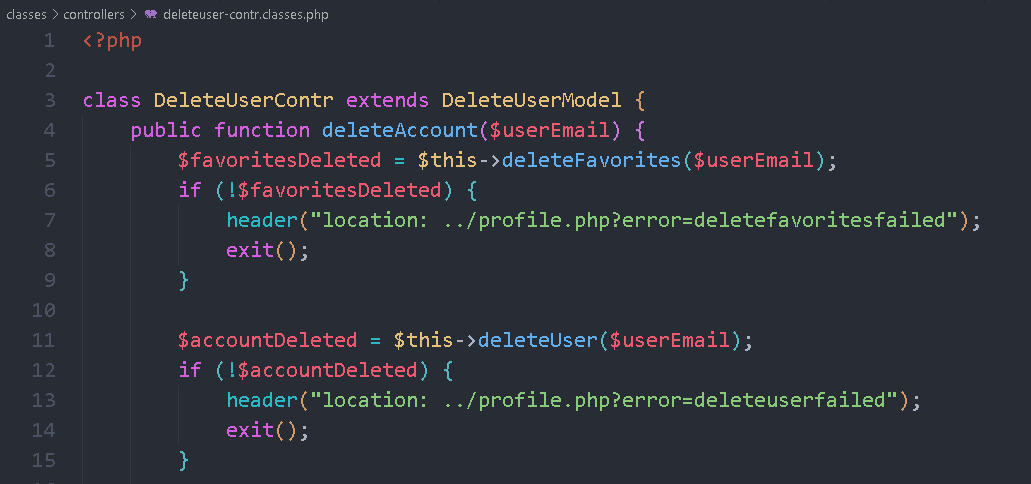 classes > controllers > deleteuser-contr.classes.php
1 <?php
2
3 class DeleteUserContr extends DeleteUserModel {
4     public function deleteAccount($userEmail) {
5         $favoritesDeleted = $this->deleteFavorites($userEmail);
6         if (!$favoritesDeleted) {
7             header("location: ../profile.php?error=deletefavoritesfailed");
8             exit();
9         }
10
11         $accountDeleted = $this->deleteUser($userEmail);
12         if (!$accountDeleted) {
13             header("location: ../profile.php?error=deleteuserfailed");
14             exit();
15         }